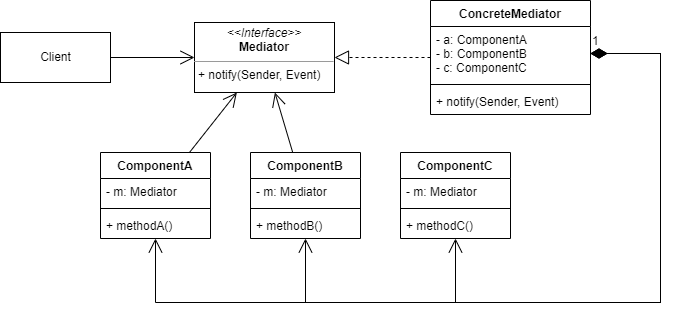 Client
<<Interface>>
Mediator
+ notify(Sender, Event)
ConcreteMediator
- a: ComponentA
- b: ComponentB
- c: ComponentC
+ notify(Sender, Event)
1
ComponentA
- m: Mediator
+ methodA()
ComponentB
- m: Mediator
+ methodB()
ComponentC
- m: Mediator
+ methodC()